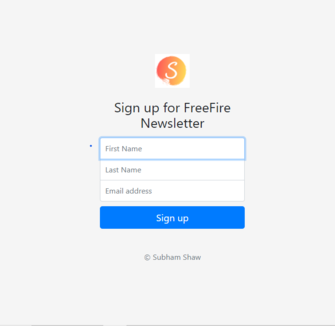 S
Sign up for FreeFire
Newsletter
First Name
Last Name
Email address
Sign up
© Subham Shaw